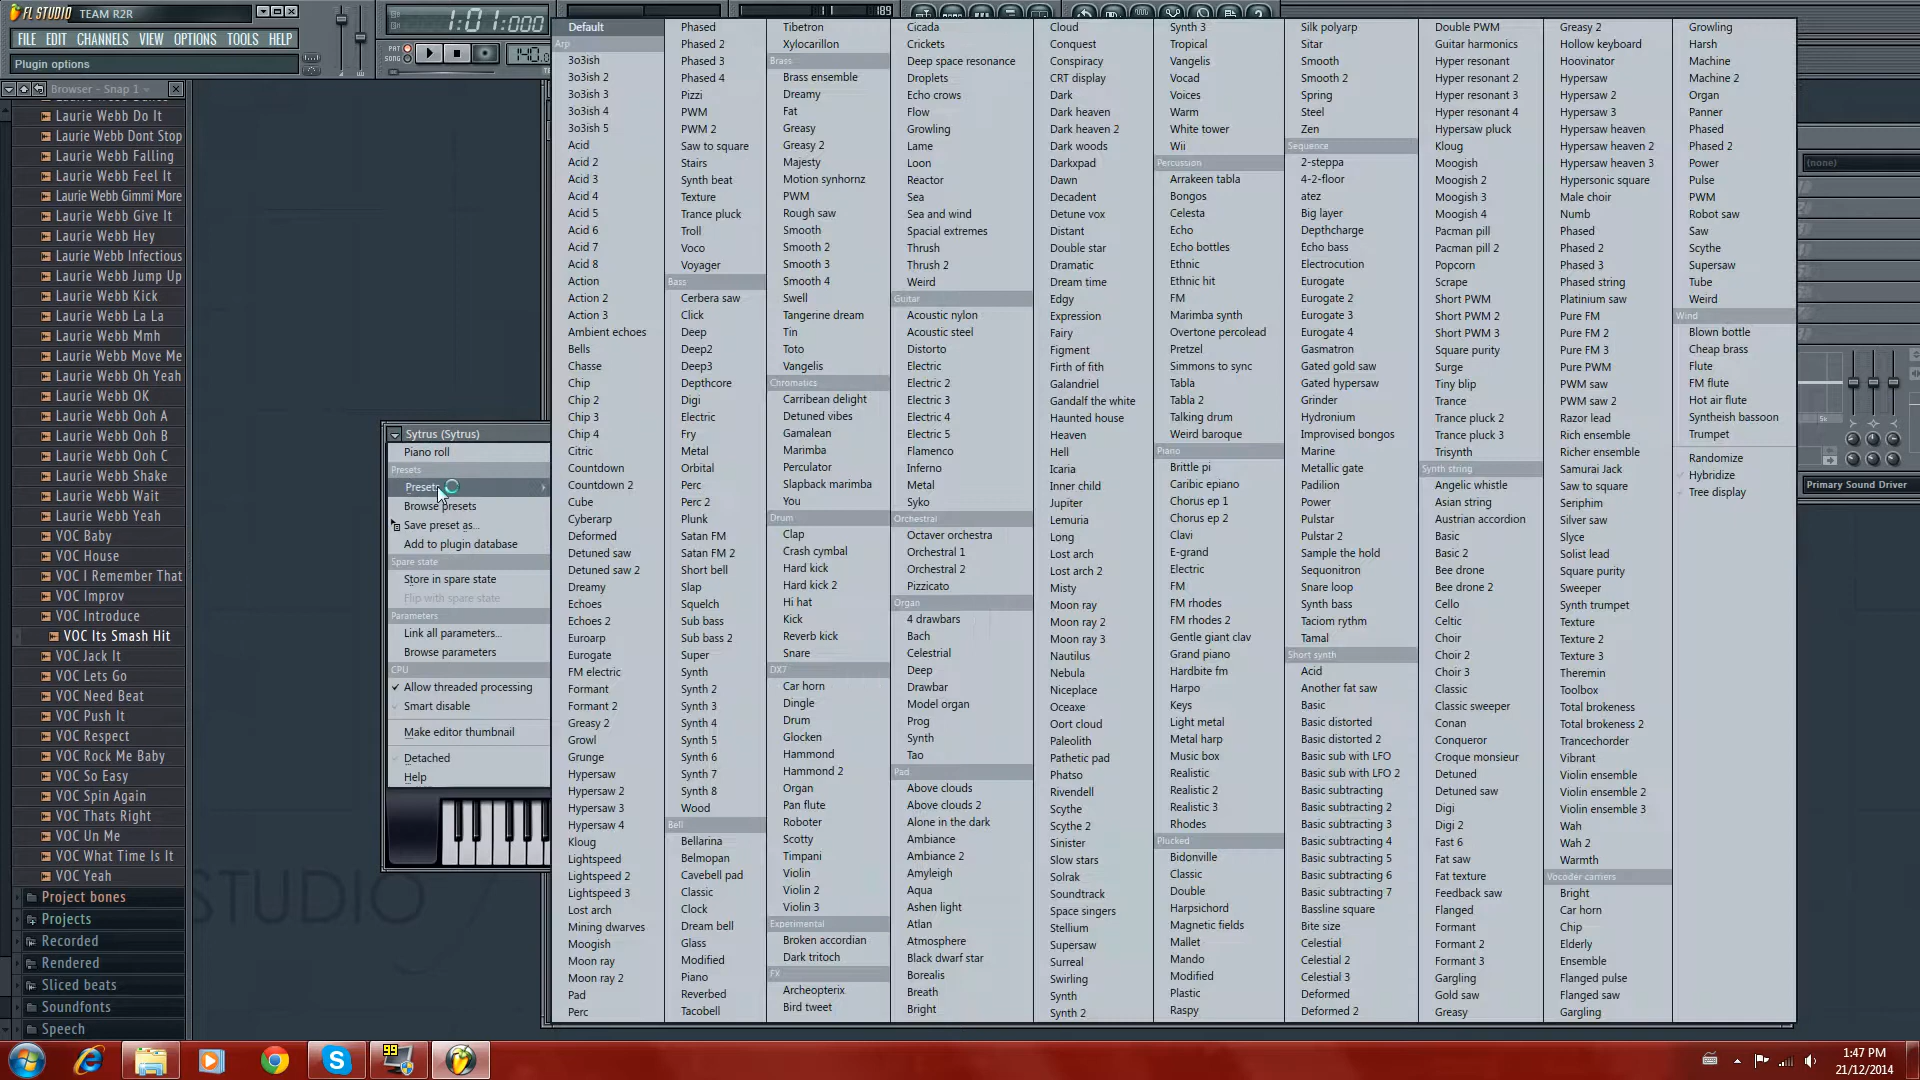 FL STUDIO TEAM R2R
FILE EDIT CHANNELS VIEW OPTIONS TOOLS HELP
Plugin options
1:01:000
PAT
SONG
140.0
189
Browser - Snap 1
Laurie Webb Do It
Laurie Webb Dont Stop
Laurie Webb Falling
Laurie Webb Feel It
Laurie Webb Gimmi More
Laurie Webb Give It
Laurie Webb Hey
Laurie Webb Infectious
Laurie Webb Jump Up
Laurie Webb Kick
Laurie Webb La La
Laurie Webb Mmh
Laurie Webb Move Me
Laurie Webb Oh Yeah
Laurie Webb OK
Laurie Webb Ooh A
Laurie Webb Ooh B
Laurie Webb Ooh C
Laurie Webb Shake
Laurie Webb Wait
Laurie Webb Yeah
VOC Baby
VOC House
VOC I Remember That
VOC Improv
VOC Introduce
VOC Its Smash Hit
VOC Jack It
VOC Lets Go
VOC Need Beat
VOC Push It
VOC Respect
VOC Rock Me Baby
VOC So Easy
VOC Spin Again
VOC Thats Right
VOC Un Me
VOC What Time Is It
VOC Yeah
Project bones
Projects
Recorded
Rendered
Sliced beats
Soundfonts
Speech
STUDIO
Sytrus (Sytrus)
Piano roll
Presets
Presets
Browse presets
Save preset as...
Add to plugin database
Spare state
Store in spare state
Flip with spare state
Parameters
Link all parameters...
Browse parameters
CPU
Allow threaded processing
Smart disable
Make editor thumbnail
Detached
Help
Default
Arp
3o3ish
3o3ish 2
3o3ish 3
3o3ish 4
3o3ish 5
Acid
Acid 2
Acid 3
Acid 4
Acid 5
Acid 6
Acid 7
Acid 8
Action
Action 2
Action 3
Ambient echoes
Bells
Chasse
Chip
Chip 2
Chip 3
Chip 4
Citric
Countdown
Countdown 2
Cube
Cyberarp
Deformed
Detuned saw
Detuned saw 2
Dreamy
Echoes
Echoes 2
Euroarp
Eurogate
FM electric
Formant
Formant 2
Greasy 2
Growl
Grunge
Hypersaw
Hypersaw 2
Hypersaw 3
Hypersaw 4
Kloug
Lightspeed
Lightspeed 2
Lightspeed 3
Lost arch
Mining dwarves
Moogish
Moon ray
Moon ray 2
Pad
Perc
Phased
Phased 2
Phased 3
Phased 4
Pizzi
PWM
PWM 2
Saw to square
Stairs
Synth beat
Texture
Trance pluck
Troll
Voco
Voyager
Bass
Cerbera saw
Click
Deep
Deep2
Deep3
Depthcore
Digi
Electric
Fry
Metal
Orbital
Perc
Perc 2
Plunk
Satan FM
Satan FM 2
Short bell
Slap
Squelch
Sub bass
Sub bass 2
Super
Synth
Synth 2
Synth 3
Synth 4
Synth 5
Synth 6
Synth 7
Synth 8
Wood
Bell
Bellarina
Belmopan
Cavebell pad
Classic
Clock
Dream bell
Glass
Modified
Piano
Reverbed
Tacobell
Tibetron
Xylocarillon
Brass
Brass ensemble
Dreamy
Fat
Greasy
Greasy 2
Majesty
Motion synhornz
PWM
Rough saw
Smooth
Smooth 2
Smooth 3
Smooth 4
Swell
Tangerine dream
Tin
Toto
Vangelis
Chromatics
Carribean delight
Detuned vibes
Gamalean
Marimba
Perculator
Slapback marimba
You
Drum
Clap
Crash cymbal
Hard kick
Hard kick 2
Hi hat
Kick
Reverb kick
Snare
DX7
Car horn
Dingle
Drum
Glocken
Hammond
Hammond 2
Organ
Pan flute
Roboter
Scotty
Timpani
Violin
Violin 2
Violin 3
Experimental
Broken accordian
Dark tritoch
FX
Archeopterix
Bird tweet
Cicada
Crickets
Deep space resonance
Droplets
Echo crows
Flow
Growling
Lame
Loon
Reactor
Sea
Sea and wind
Spacial extremes
Thrush
Thrush 2
Weird
Guitar
Acoustic nylon
Acoustic steel
Distorto
Electric
Electric 2
Electric 3
Electric 4
Electric 5
Flamenco
Inferno
Metal
Syko
Orchestral
Octaver orchestra
Orchestral 1
Orchestral 2
Pizzicato
Organ
4 drawbars
Bach
Celestrial
Deep
Drawbar
Model organ
Prog
Synth
Tao
Pad
Above clouds
Above clouds 2
Alone in the dark
Ambiance
Ambiance 2
Amyleigh
Aqua
Ashen light
Atlan
Atmosphere
Black dwarf star
Borealis
Breath
Bright
Cloud
Conquest
Conspiracy
CRT display
Dark
Dark heaven
Dark heaven 2
Dark woods
Darkxpad
Dawn
Decadent
Detune vox
Distant
Double star
Dramatic
Dream time
Edgy
Expression
Fairy
Figment
Firth of fith
Galandriel
Gandalf the white
Haunted house
Heaven
Hell
Icaria
Inner child
Jupiter
Lemuria
Long
Lost arch
Lost arch 2
Misty
Moon ray
Moon ray 2
Moon ray 3
Nautilus
Nebula
Niceplace
Oceaxe
Oort cloud
Paleolith
Pathetic pad
Phatso
Rivendell
Scythe
Scythe 2
Sinister
Slow stars
Solrak
Soundtrack
Space singers
Stellium
Supersaw
Surreal
Swirling
Synth
Synth 2
Synth 3
Tropical
Vangelis
Vocad
Voices
Warm
White tower
Wii
Percussion
Arrakeen tabla
Bongos
Celesta
Echo
Echo bottles
Ethnic
Ethnic hit
FM
Marimba synth
Overtone percolead
Pretzel
Simmons to sync
Tabla
Tabla 2
Talking drum
Weird baroque
Piano
Brittle pi
Caribic epiano
Chorus ep 1
Chorus ep 2
Clavi
E-grand
Electric
FM
FM rhodes
FM rhodes 2
Gentle giant clav
Grand piano
Hardbite fm
Harpo
Keys
Light metal
Metal harp
Music box
Realistic
Realistic 2
Realistic 3
Rhodes
Plucked
Bidonville
Classic
Double
Harpsichord
Magnetic fields
Mallet
Mando
Modified
Plastic
Raspy
Silk polyarp
Sitar
Smooth
Smooth 2
Spring
Steel
Zen
Sequence
2-steppa
4-2-floor
atez
Big layer
Depthcharge
Echo bass
Electrocution
Eurogate
Eurogate 2
Eurogate 3
Eurogate 4
Gasmatron
Gated gold saw
Gated hypersaw
Grinder
Hydronium
Improvised bongos
Marine
Metallic gate
Padilion
Power
Pulstar
Pulstar 2
Sample the hold
Sequonitron
Snare loop
Synth bass
Taciom rythm
Tamal
Short synth
Acid
Another fat saw
Basic
Basic distorted
Basic distorted 2
Basic sub with LFO
Basic sub with LFO 2
Basic subtracting
Basic subtracting 2
Basic subtracting 3
Basic subtracting 4
Basic subtracting 5
Basic subtracting 6
Basic subtracting 7
Bassline square
Bite size
Celestial
Celestial 2
Celestial 3
Deformed
Deformed 2
Double PWM
Guitar harmonics
Hyper resonant
Hyper resonant 2
Hyper resonant 3
Hyper resonant 4
Hypersaw pluck
Kloug
Moogish
Moogish 2
Moogish 3
Moogish 4
Pacman pill
Pacman pill 2
Popcorn
Scrape
Short PWM
Short PWM 2
Short PWM 3
Square purity
Surge
Tiny blip
Trance
Trance pluck 2
Trance pluck 3
Trisynth
Synth string
Angelic whistle
Asian string
Austrian accordion
Basic
Basic 2
Bee drone
Bee drone 2
Cello
Celtic
Choir
Choir 2
Choir 3
Classic
Classic sweeper
Conan
Conqueror
Croque monsieur
Detuned
Detuned saw
Digi
Digi 2
Fast 6
Fat saw
Fat texture
Feedback saw
Flanged
Formant
Formant 2
Formant 3
Gargling
Gold saw
Greasy
Greasy 2
Hollow keyboard
Hoovinator
Hypersaw
Hypersaw 2
Hypersaw 3
Hypersaw heaven
Hypersaw heaven 2
Hypersaw heaven 3
Hypersonic square
Male choir
Numb
Phased
Phased 2
Phased 3
Phased string
Platinium saw
Pure FM
Pure FM 2
Pure FM 3
Pure PWM
PWM saw
PWM saw 2
Razor lead
Rich ensemble
Richer ensemble
Samurai Jack
Saw to square
Seriphim
Silver saw
Slyce
Solist lead
Square purity
Sweeper
Synth trumpet
Texture
Texture 2
Texture 3
Theremin
Toolbox
Total brokeness
Total brokeness 2
Trancechorder
Vibrant
Violin ensemble
Violin ensemble 2
Violin ensemble 3
Wah
Wah 2
Warmth
Vocoder carriers
Bright
Car horn
Chip
Elderly
Ensemble
Flanged pulse
Flanged saw
Gargling
Growling
Harsh
Machine
Machine 2
Organ
Panner
Phased
Phased 2
Power
Pulse
PWM
Robot saw
Saw
Scythe
Supersaw
Tube
Weird
Wind
Blown bottle
Cheap brass
Flute
FM flute
Hot air flute
Syntheish bassoon
Trumpet
Randomize
Hybridize
Tree display
(none)
Primary Sound Driver
99
1:47 PM
21/12/2014